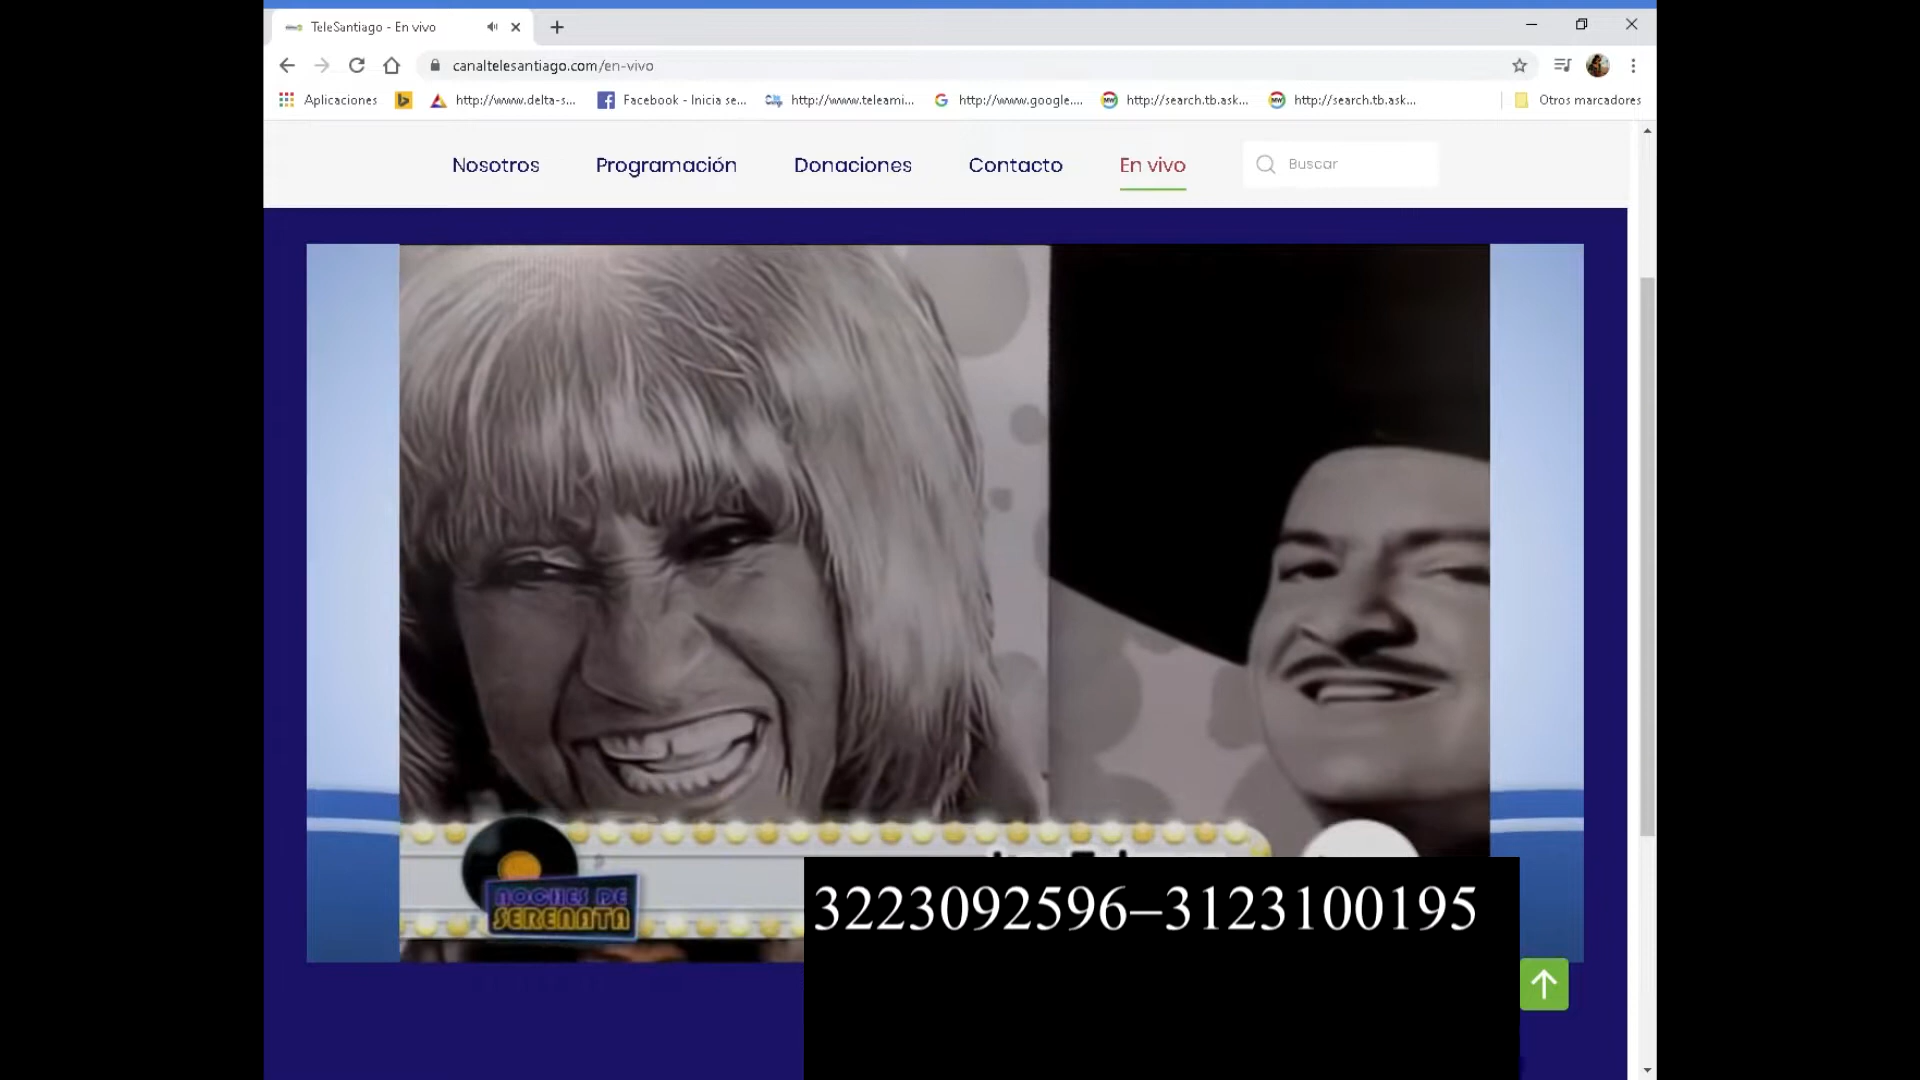 TeleSantiago - En vivo
canaltelesantiago.com/en-vivo
Aplicaciones
http://www.delta-s...
Facebook - Inicia se...
http://www.teleami...
http://www.google....
http://search.tb.ask...
http://search.tb.ask...
Otros marcadores
Nosotros
Programación
Donaciones
Contacto
En vivo
Buscar
NOCHES DE
SERENATA
3223092596–3123100195